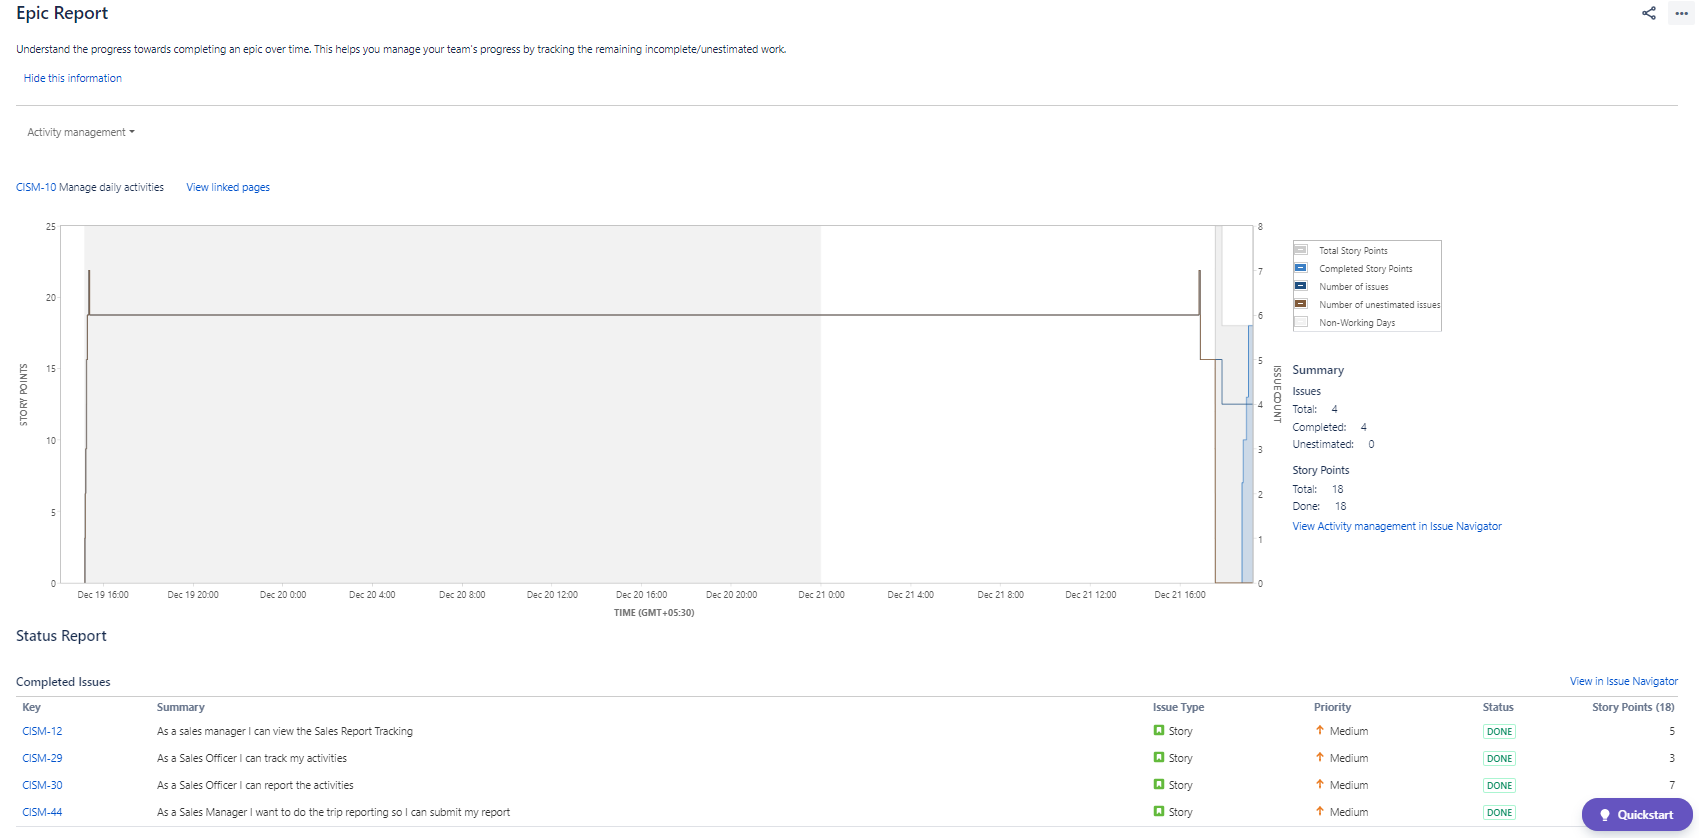 Epic Report
Understand the progress towards completing an epic over time. This helps you manage your team's progress by tracking the remaining incomplete/unestimated work.
Hide this information
Activity management
CISM-10 Manage daily activities View linked pages
25
20
15
10
5
0
STORY POINTS
8
7
6
5
4
3
2
1
0
ISSUE COUNT
Dec 19 16:00 Dec 19 20:00 Dec 20 0:00 Dec 20 4:00 Dec 20 8:00 Dec 20 12:00 Dec 20 16:00 Dec 20 20:00 Dec 21 0:00 Dec 21 4:00 Dec 21 8:00 Dec 21 12:00 Dec 21 16:00
TIME (GMT+05:30)
Total Story Points
Completed Story Points
Number of issues
Number of unestimated issues
Non-Working Days
Summary
Issues
Total: 4
Completed: 4
Unestimated: 0
Story Points
Total: 18
Done: 18
View Activity management in Issue Navigator
Status Report
Completed Issues View in Issue Navigator
Key Summary Issue Type Priority Status Story Points (18)
CISM-12 As a sales manager I can view the Sales Report Tracking Story Medium DONE 5
CISM-29 As a Sales Officer I can track my activities Story Medium DONE 3
CISM-30 As a Sales Officer I can report the activities Story Medium DONE 7
CISM-44 As a Sales Manager I want to do the trip reporting so I can submit my report Story Medium DONE
Quickstart